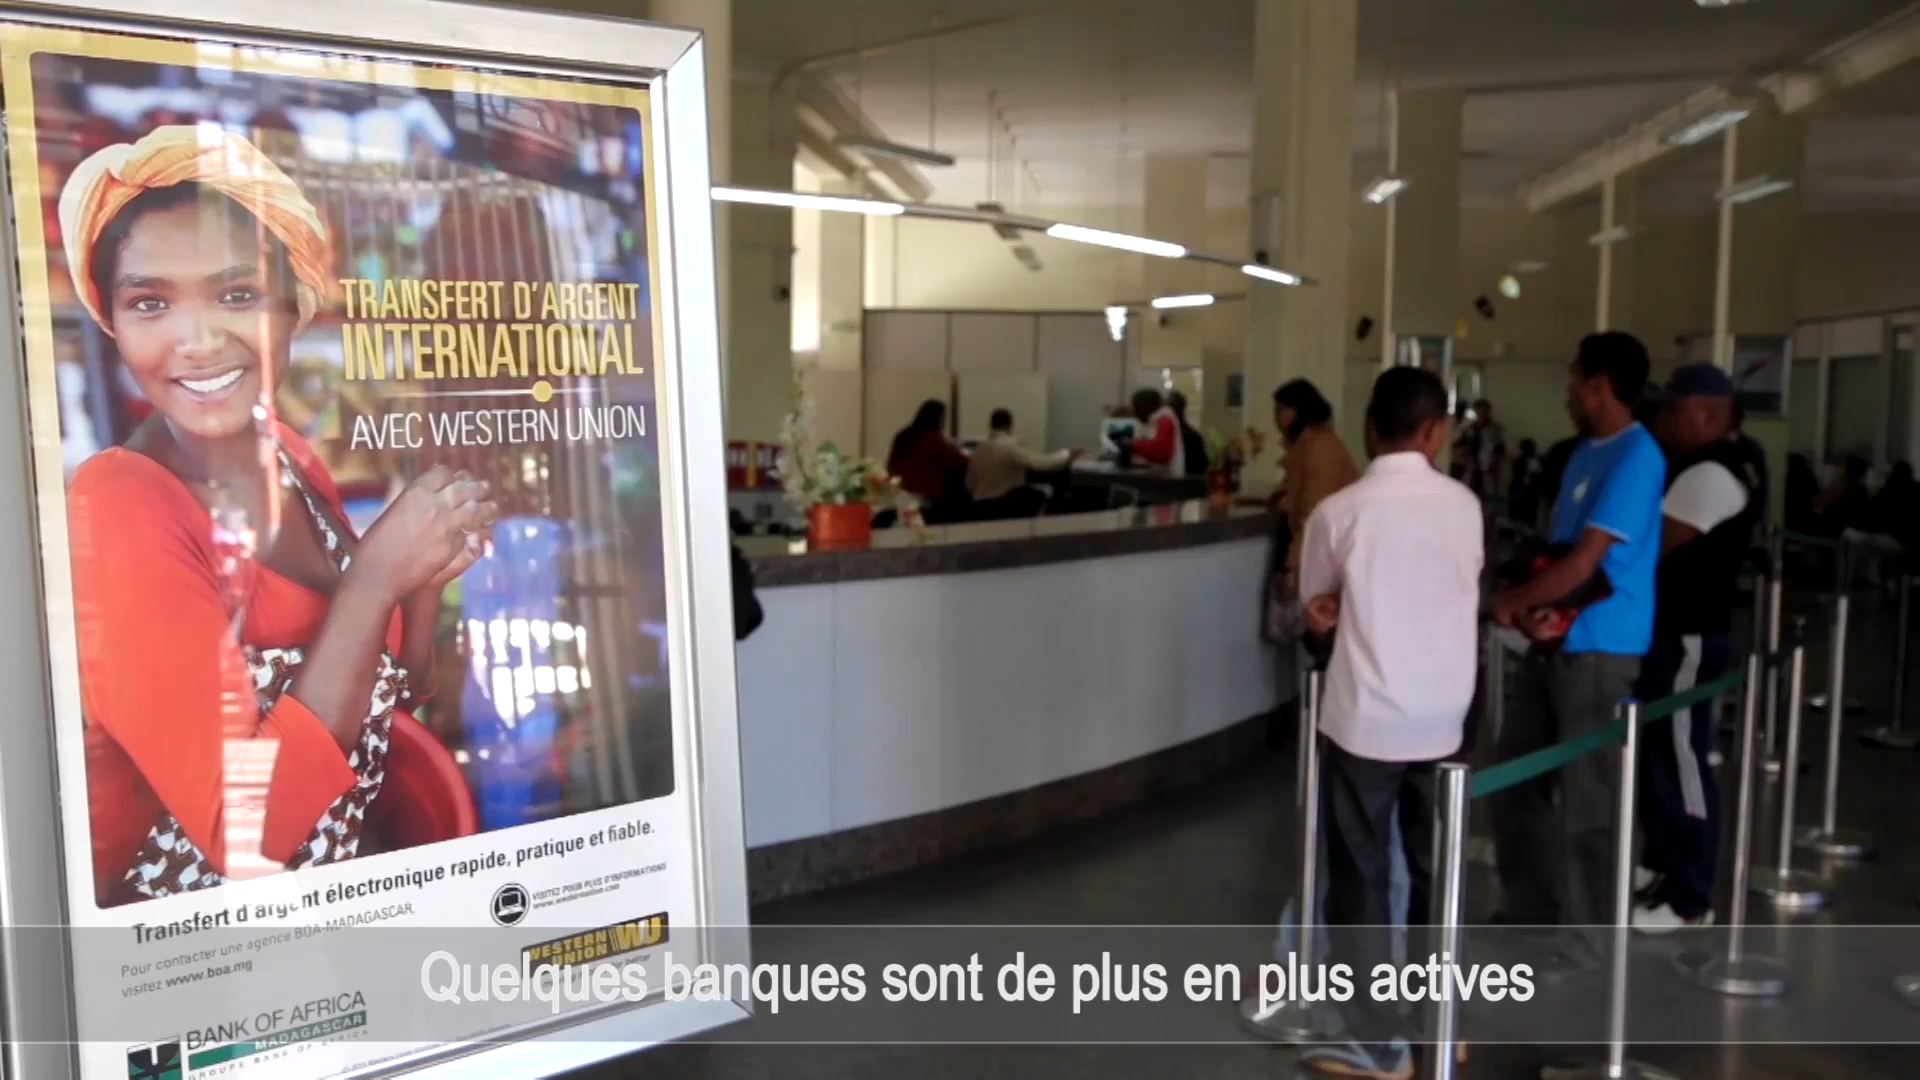 TRANSFERT D'ARGENT
INTERNATIONAL
AVEC WESTERN UNION
Transfert d'argent électronique rapide, pratique et fiable.
Pour contacter une agence BOA-MADAGASCAR,
visitez www.boa.mg
VISITEZ POUR PLUS D'INFORMATIONS
www.westernunion.com
WESTERN
UNION WU
BANK OF AFRICA
MADAGASCAR
GROUPE BANK OF AFRICA
Quelques banques sont de plus en plus actives